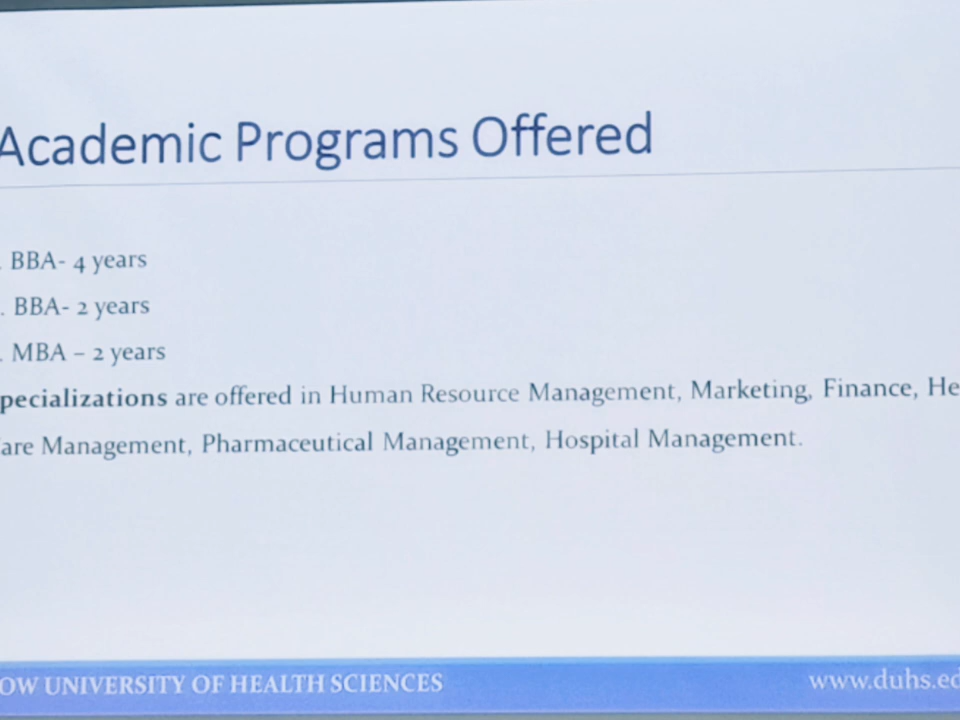 Academic Programs Offered
. BBA- 4 years
. BBA- 2 years
. MBA – 2 years
pecializations are offered in Human Resource Management, Marketing, Finance, He
are Management, Pharmaceutical Management, Hospital Management.
OW UNIVERSITY OF HEALTH SCIENCES
www.duhs.ed